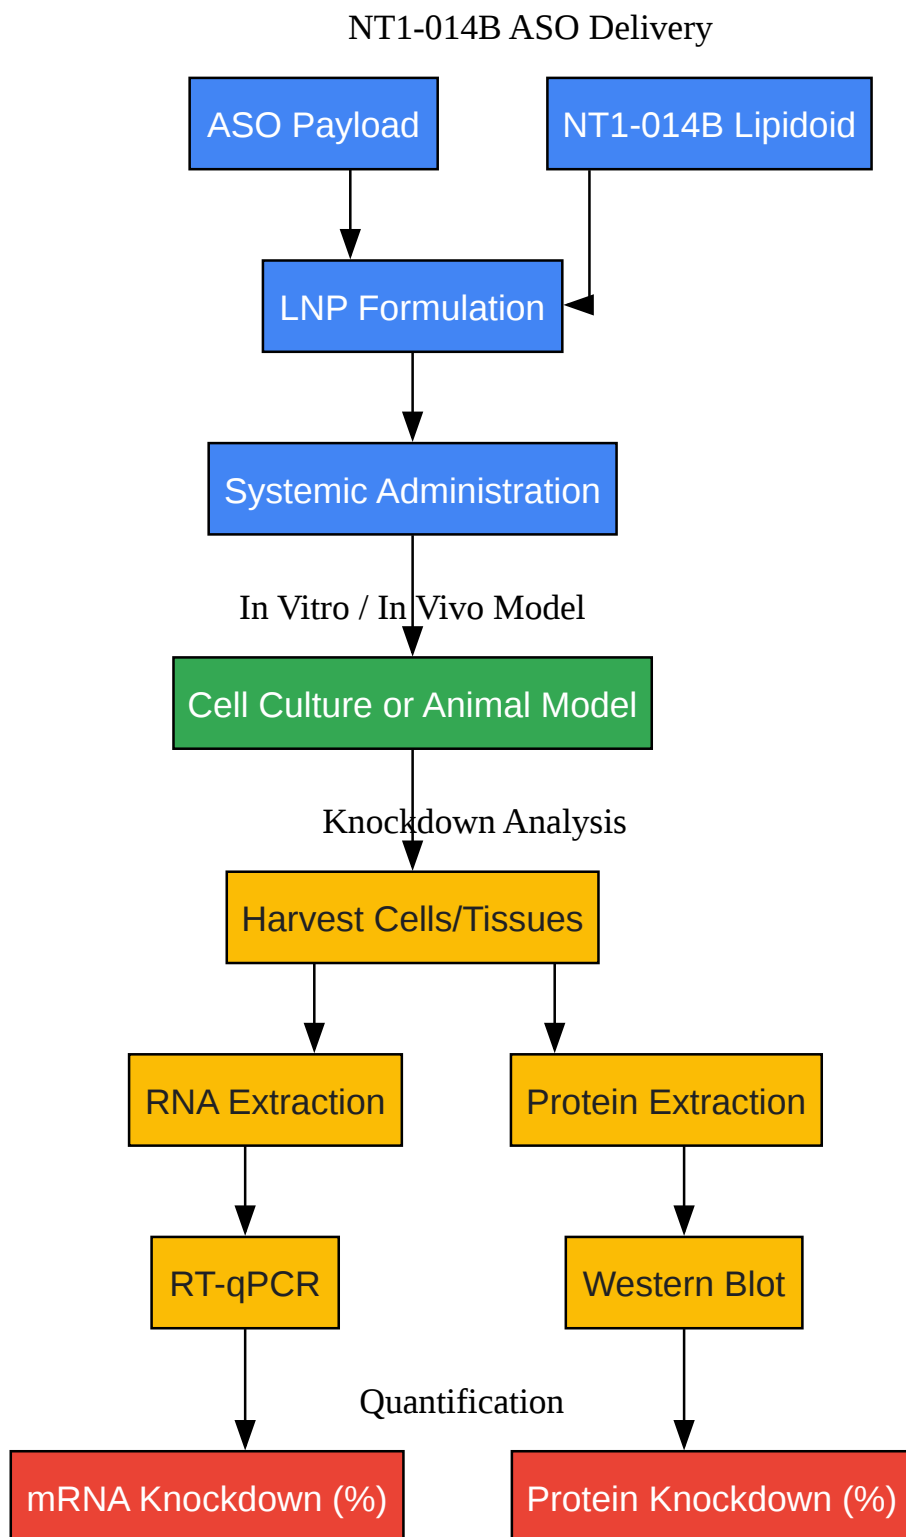 NT1-014B ASO Delivery
ASO Payload
NT1-014B Lipidoid
LNP Formulation
Systemic Administration
In Vitro / In Vivo Model
Cell Culture or Animal Model
Knockdown Analysis
Harvest Cells/Tissues
RNA Extraction
Protein Extraction
RT-qPCR
Western Blot
Quantification
mRNA Knockdown (%)
Protein Knockdown (%)